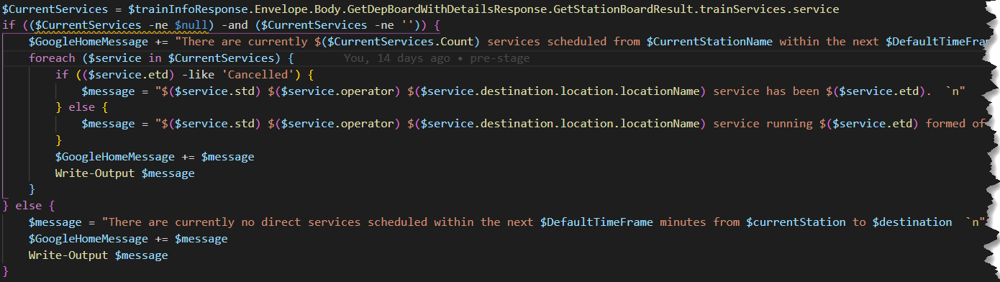 $CurrentServices = $trainInfoResponse.Envelope.Body.GetDepBoardWithDetailsResponse.GetStationBoardResult.trainServices.service
if (($CurrentServices -ne $null) -and ($CurrentServices -ne '')) {
    $GoogleHomeMessage += "There are currently $($CurrentServices.Count) services scheduled from $CurrentStationName within the next $DefaultTimeFra
    foreach ($service in $CurrentServices) {        You, 14 days ago • pre-stage
        if (($service.etd) -like 'Cancelled') {
            $message = "$($service.std) $($service.operator) $($service.destination.location.locationName) service has been $($service.etd).  `n"
        } else {
            $message = "$($service.std) $($service.operator) $($service.destination.location.locationName) service running $($service.etd) formed of
        }
        $GoogleHomeMessage += $message
        Write-Output $message
    }
} else {
    $message = "There are currently no direct services scheduled within the next $DefaultTimeFrame minutes from $currentStation to $destination  `n"
    $GoogleHomeMessage += $message
    Write-Output $message
}